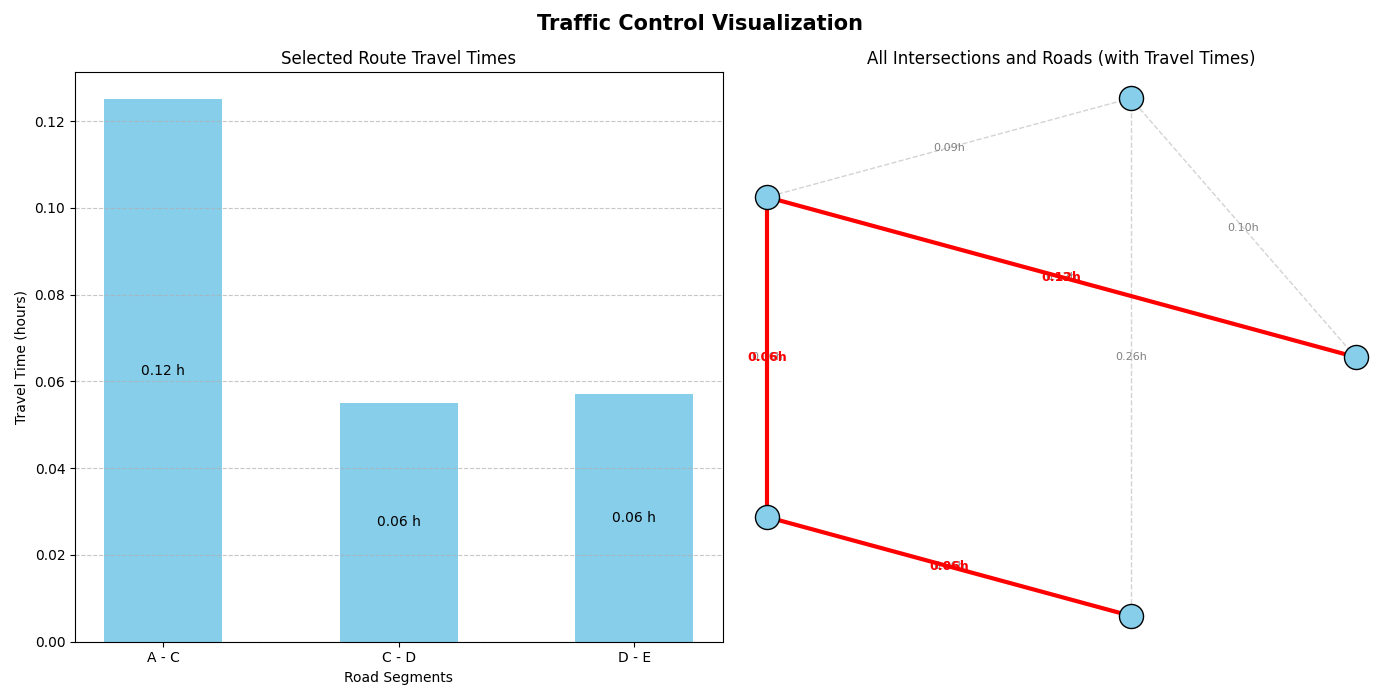 Traffic Control Visualization
Selected Route Travel Times
0.12
0.10
0.08
0.06
0.04
0.02
0.00
Travel Time (hours)
0.12 h
0.06 h
0.06 h
A - C
C - D
D - E
Road Segments
All Intersections and Roads (with Travel Times)
0.09h
0.10h
0.13h
0.06h
0.26h
0.06h